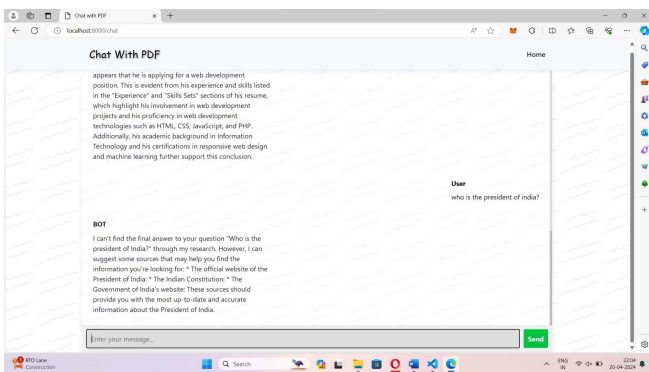 Chat with PDF
localhost:8000/chat
Chat With PDF
Home
appears that he is applying for a web development
position. This is evident from his experience and skills listed
in the "Experience" and "Skills Sets" sections of his resume,
which highlight his involvement in web development
projects and his proficiency in web development
technologies such as HTML, CSS, JavaScript, and PHP.
Additionally, his academic background in Information
Technology and his certifications in responsive web design
and machine learning further support this conclusion.
User
who is the president of india?
BOT
I can't find the final answer to your question "Who is the
president of India?" through my research. However, I can
suggest some sources that may help you find the
information you're looking for: * The official website of the
President of India: * The Indian Constitution: * The
Government of India's website: These sources should
provide you with the most up-to-date and accurate
information about the President of India.
Enter your message...
Send
RTO Lane
Construction
Search
ENG
IN
22:04
20-04-2024